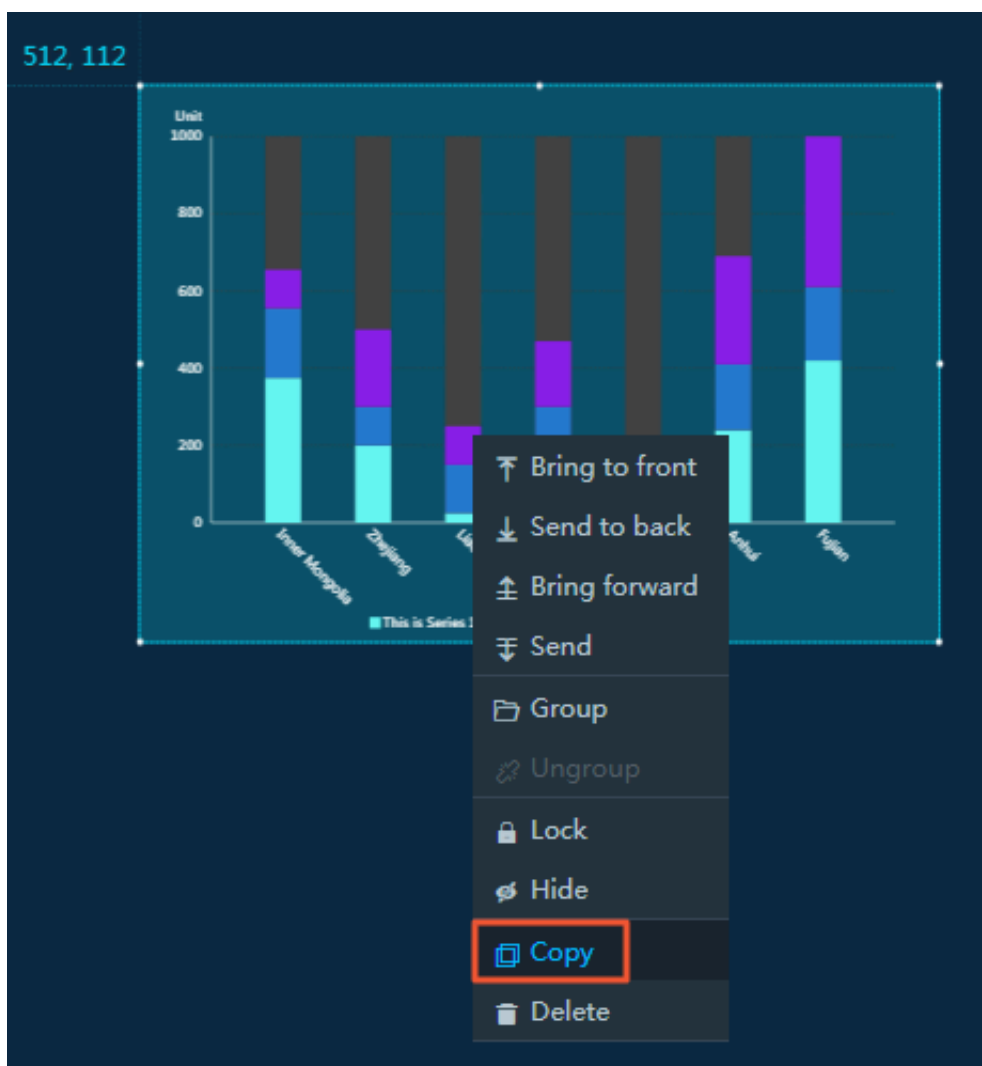 512, 112
Unit
1000
800
600
400
200
0
Inner Mongolia
Zhejiang
Anhui
Fujian
This is Series
Bring to front
Send to back
Bring forward
Send
Group
Ungroup
Lock
Hide
Copy
Delete